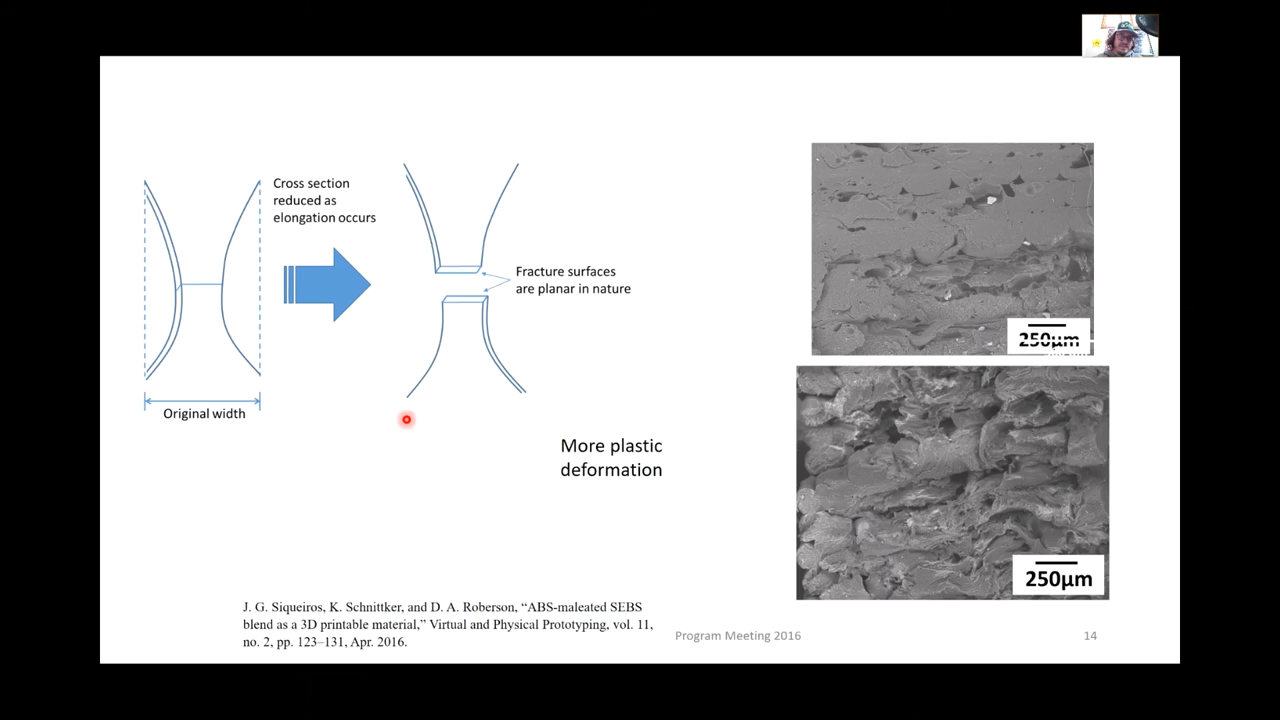 Cross section
reduced as
elongation occurs
Fracture surfaces
are planar in nature
Original width
More plastic
deformation
250µm
250µm
J. G. Siqueiros, K. Schnittker, and D. A. Roberson, “ABS-maleated SEBS
blend as a 3D printable material,” Virtual and Physical Prototyping, vol. 11,
no. 2, pp. 123–131, Apr. 2016.
Program Meeting 2016
14